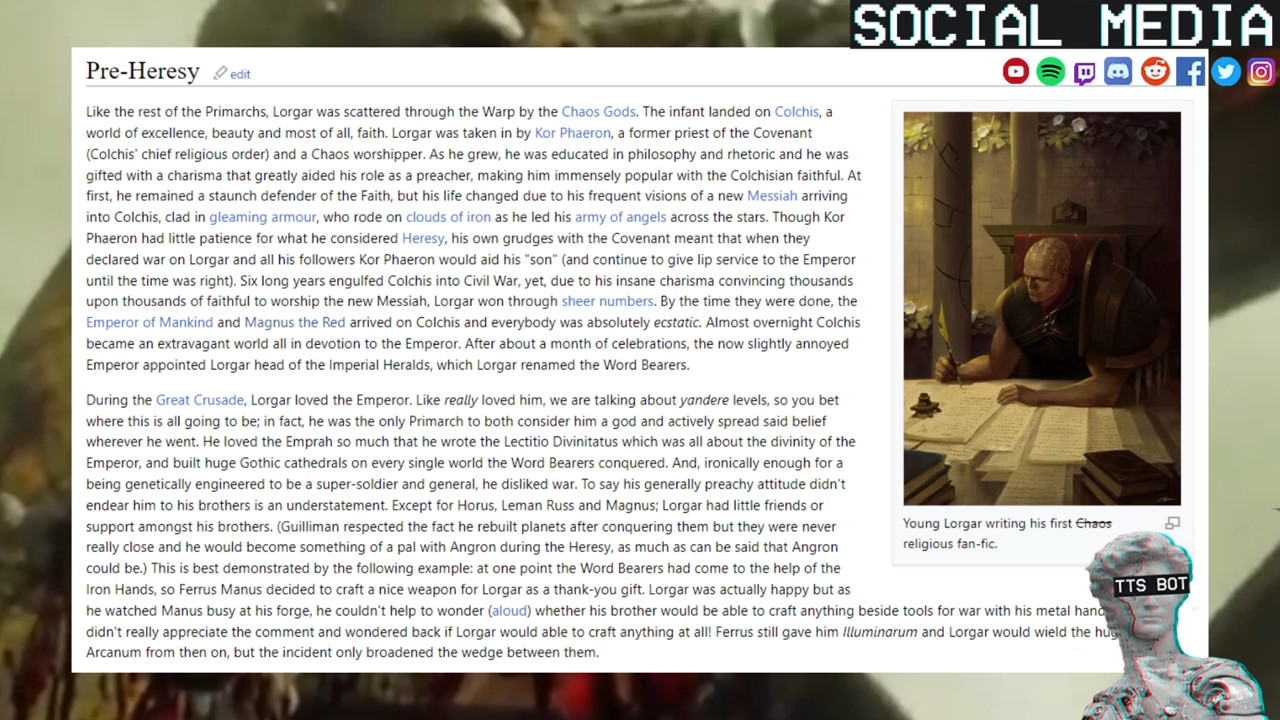 SOCIAL MEDIA
Pre-Heresy
edit
Like the rest of the Primarchs, Lorgar was scattered through the Warp by the Chaos Gods. The infant landed on Colchis, a
world of excellence, beauty and most of all, faith. Lorgar was taken in by Kor Phaeron, a former priest of the Covenant
(Colchis' chief religious order) and a Chaos worshipper. As he grew, he was educated in philosophy and rhetoric and he was
gifted with a charisma that greatly aided his role as a preacher, making him immensely popular with the Colchisian faithful. At
first, he remained a staunch defender of the Faith, but his life changed due to his frequent visions of a new Messiah arriving
into Colchis, clad in gleaming armour, who rode on clouds of iron as he led his army of angels across the stars. Though Kor
Phaeron had little patience for what he considered Heresy, his own grudges with the Covenant meant that when they
declared war on Lorgar and all his followers Kor Phaeron would aid his "son" (and continue to give lip service to the Emperor
until the time was right). Six long years engulfed Colchis into Civil War, yet, due to his insane charisma convincing thousands
upon thousands of faithful to worship the new Messiah, Lorgar won through sheer numbers. By the time they were done, the
Emperor of Mankind and Magnus the Red arrived on Colchis and everybody was absolutely ecstatic. Almost overnight Colchis
became an extravagant world all in devotion to the Emperor. After about a month of celebrations, the now slightly annoyed
Emperor appointed Lorgar head of the Imperial Heralds, which Lorgar renamed the Word Bearers.
During the Great Crusade, Lorgar loved the Emperor. Like really loved him, we are talking about yandere levels, so you bet
where this is all going to be; in fact, he was the only Primarch to both consider him a god and actively spread said belief
wherever he went. He loved the Emprah so much that he wrote the Lectitio Divinitatus which was all about the divinity of the
Emperor, and built huge Gothic cathedrals on every single world the Word Bearers conquered. And, ironically enough for a
being genetically engineered to be a super-soldier and general, he disliked war. To say his generally preachy attitude didn't
endear him to his brothers is an understatement. Except for Horus, Leman Russ and Magnus; Lorgar had little friends or
support amongst his brothers. (Guilliman respected the fact he rebuilt planets after conquering them but they were never
really close and he would become something of a pal with Angron during the Heresy, as much as can be said that Angron
could be.) This is best demonstrated by the following example: at one point the Word Bearers had come to the help of the
Iron Hands, so Ferrus Manus decided to craft a nice weapon for Lorgar as a thank-you gift. Lorgar was actually happy but as
he watched Manus busy at his forge, he couldn't help to wonder (aloud) whether his brother would be able to craft anything beside tools for war with his metal hand
didn't really appreciate the comment and wondered back if Lorgar would able to craft anything at all! Ferrus still gave him Illuminarum and Lorgar would wield the
Arcanum from then on, but the incident only broadened the wedge between them.
Young Lorgar writing his first Chaos
religious fan-fic.
TTS BOT